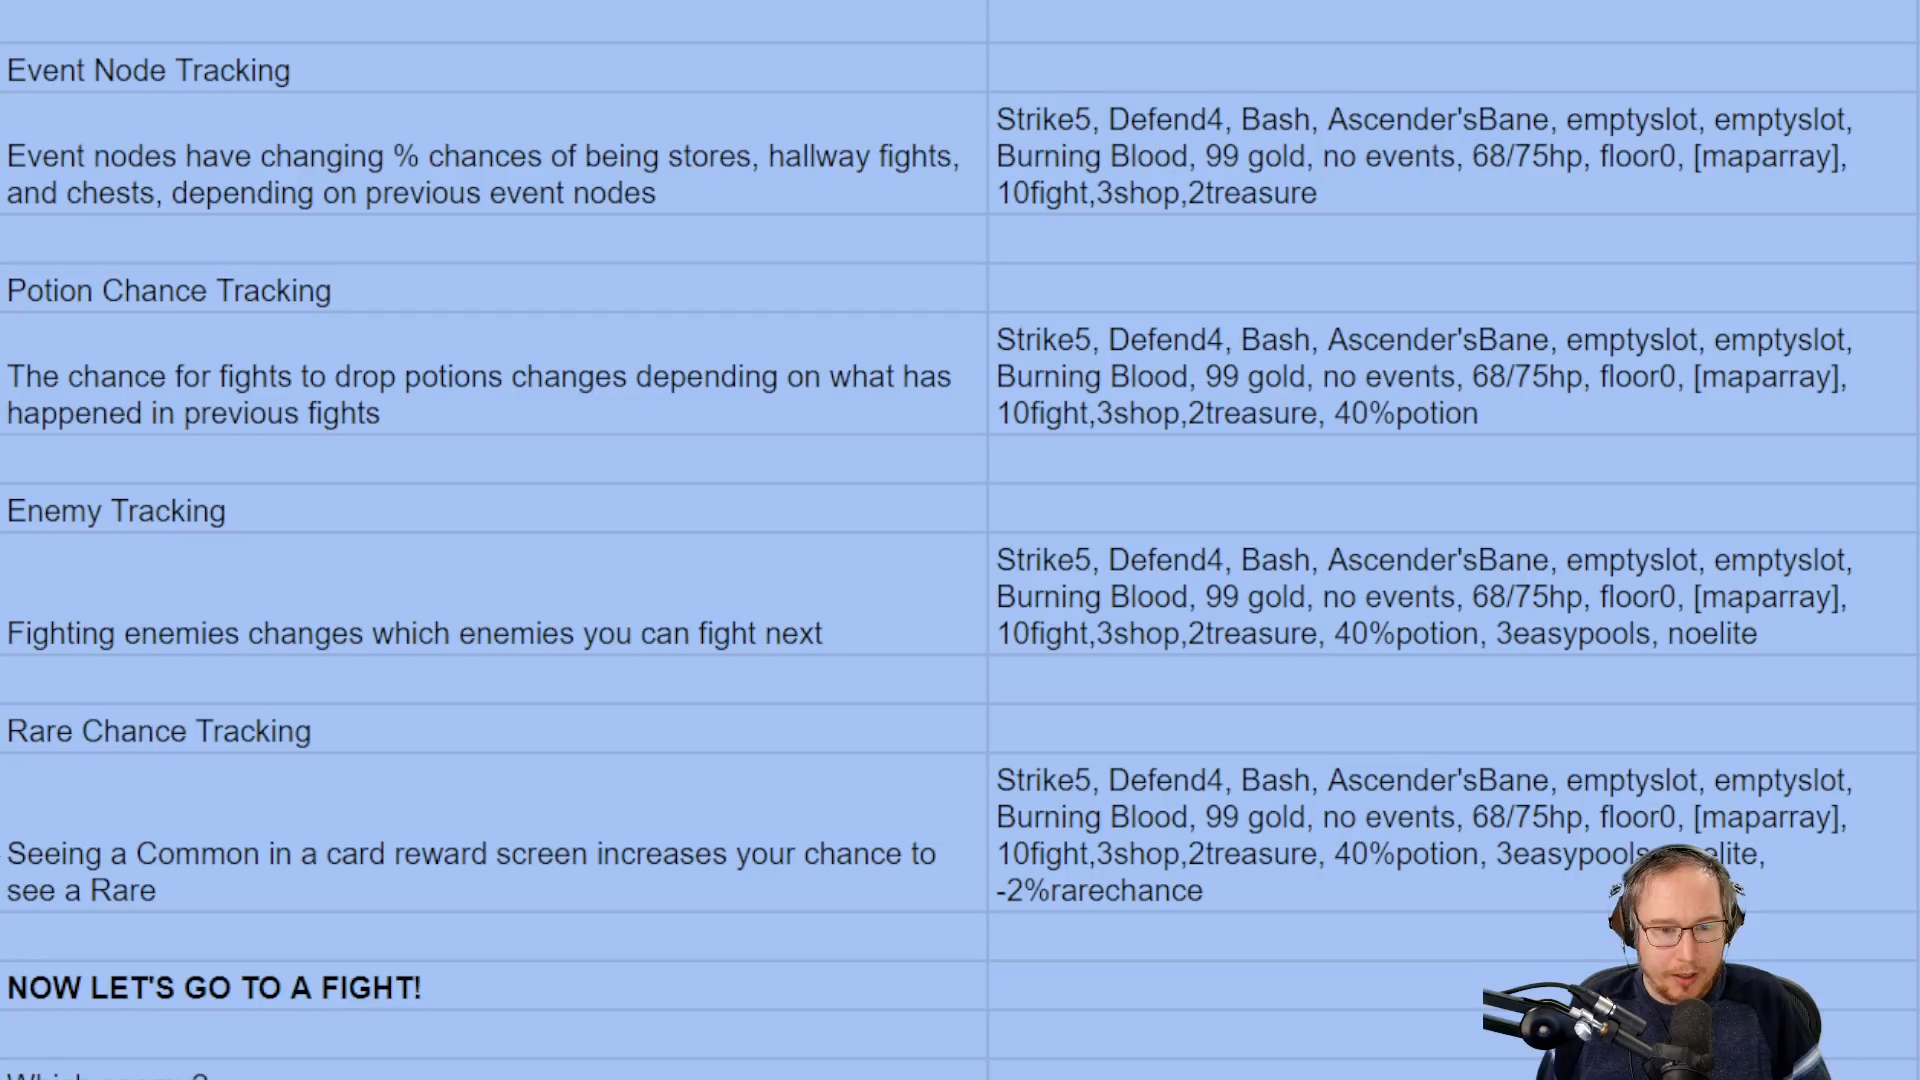 Event Node Tracking
Event nodes have changing % chances of being stores, hallway fights,
and chests, depending on previous event nodes
Strike5, Defend4, Bash, Ascender'sBane, emptyslot, emptyslot,
Burning Blood, 99 gold, no events, 68/75hp, floor0, [maparray],
10fight,3shop,2treasure
Potion Chance Tracking
The chance for fights to drop potions changes depending on what has
happened in previous fights
Strike5, Defend4, Bash, Ascender'sBane, emptyslot, emptyslot,
Burning Blood, 99 gold, no events, 68/75hp, floor0, [maparray],
10fight,3shop,2treasure, 40%potion
Enemy Tracking
Fighting enemies changes which enemies you can fight next
Strike5, Defend4, Bash, Ascender'sBane, emptyslot, emptyslot,
Burning Blood, 99 gold, no events, 68/75hp, floor0, [maparray],
10fight,3shop,2treasure, 40%potion, 3easypools, noelite
Rare Chance Tracking
Seeing a Common in a card reward screen increases your chance to
see a Rare
Strike5, Defend4, Bash, Ascender'sBane, emptyslot, emptyslot,
Burning Blood, 99 gold, no events, 68/75hp, floor0, [maparray],
10fight,3shop,2treasure, 40%potion, 3easypools
-2%rarechance
NOW LET'S GO TO A FIGHT!